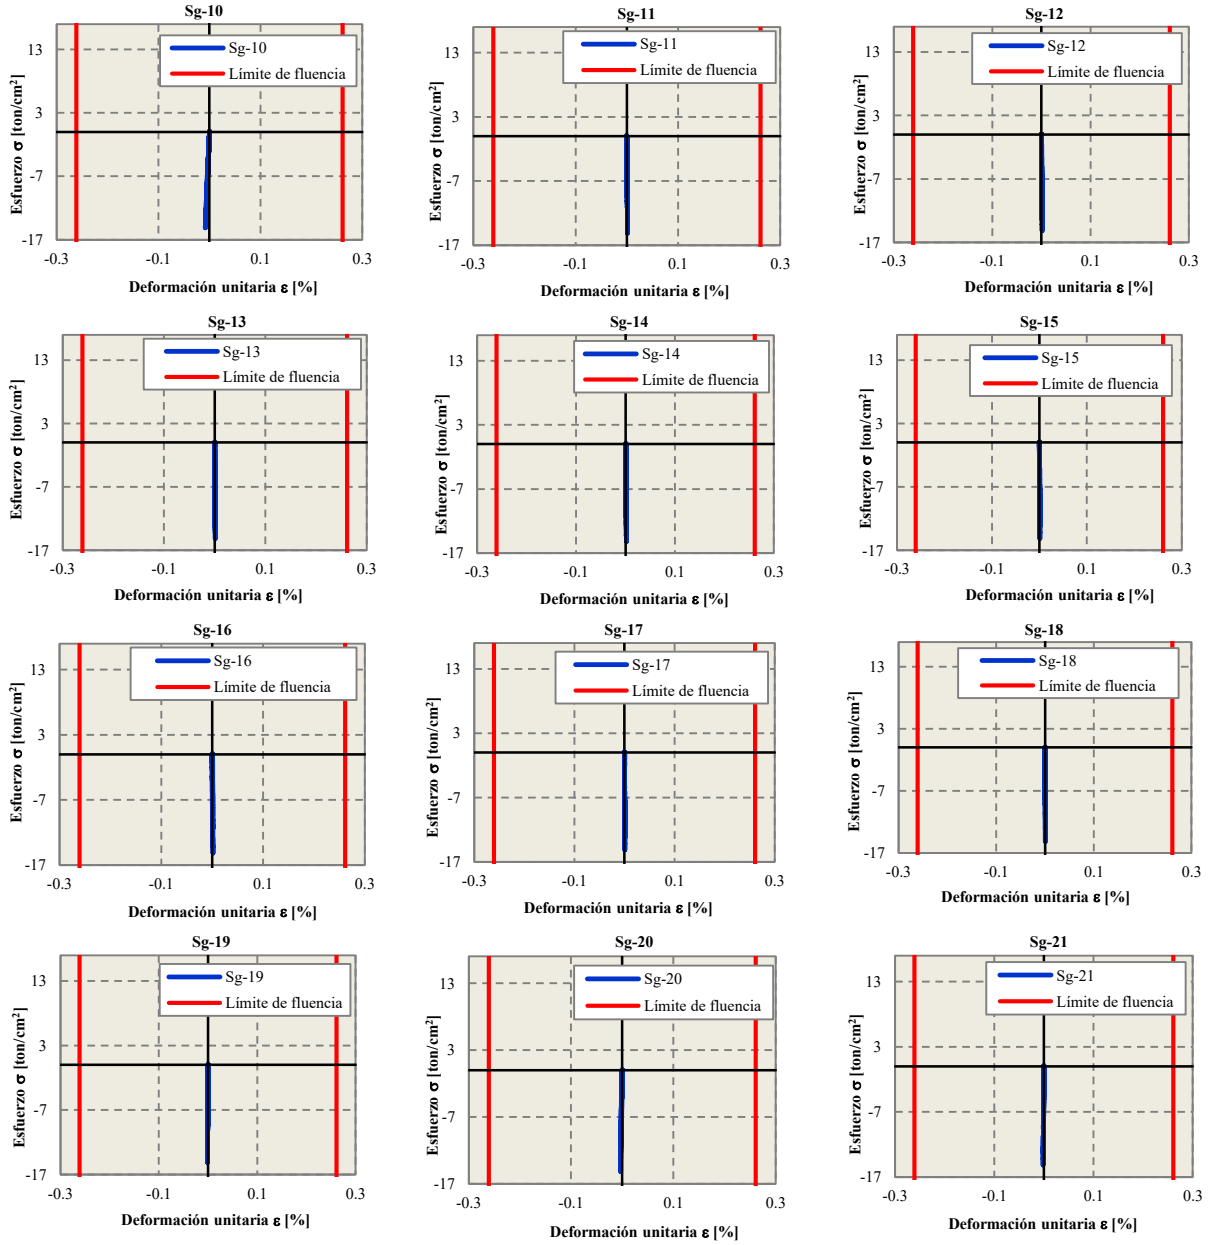 Sg-10
Sg-10
Límite de fluencia
Esfuerzo σ [ton/cm²]
13
3
-7
-17
-0.3
-0.1
0.1
0.3
Deformación unitaria ε [%]
Sg-11
Sg-11
Límite de fluencia
Esfuerzo σ [ton/cm²]
13
3
-7
-17
-0.3
-0.1
0.1
0.3
Deformación unitaria ε [%]
Sg-12
Sg-12
Límite de fluencia
Esfuerzo σ [ton/cm²]
13
3
-7
-17
-0.3
-0.1
0.1
0.3
Deformación unitaria ε [%]
Sg-13
Sg-13
Límite de fluencia
Esfuerzo σ [ton/cm²]
13
3
-7
-17
-0.3
-0.1
0.1
0.3
Deformación unitaria ε [%]
Sg-14
Sg-14
Límite de fluencia
Esfuerzo σ [ton/cm²]
13
3
-7
-17
-0.3
-0.1
0.1
0.3
Deformación unitaria ε [%]
Sg-15
Sg-15
Límite de fluencia
Esfuerzo σ [ton/cm²]
13
3
-7
-17
-0.3
-0.1
0.1
0.3
Deformación unitaria ε [%]
Sg-16
Sg-16
Límite de fluencia
Esfuerzo σ [ton/cm²]
13
3
-7
-17
-0.3
-0.1
0.1
0.3
Deformación unitaria ε [%]
Sg-17
Sg-17
Límite de fluencia
Esfuerzo σ [ton/cm²]
13
3
-7
-17
-0.3
-0.1
0.1
0.3
Deformación unitaria ε [%]
Sg-18
Sg-18
Límite de fluencia
Esfuerzo σ [ton/cm²]
13
3
-7
-17
-0.3
-0.1
0.1
0.3
Deformación unitaria ε [%]
Sg-19
Sg-19
Límite de fluencia
Esfuerzo σ [ton/cm²]
13
3
-7
-17
-0.3
-0.1
0.1
0.3
Deformación unitaria ε [%]
Sg-20
Sg-20
Límite de fluencia
Esfuerzo σ [ton/cm²]
13
3
-7
-17
-0.3
-0.1
0.1
0.3
Deformación unitaria ε [%]
Sg-21
Sg-21
Límite de fluencia
Esfuerzo σ [ton/cm²]
13
3
-7
-17
-0.3
-0.1
0.1
0.3
Deformación unitaria ε [%]